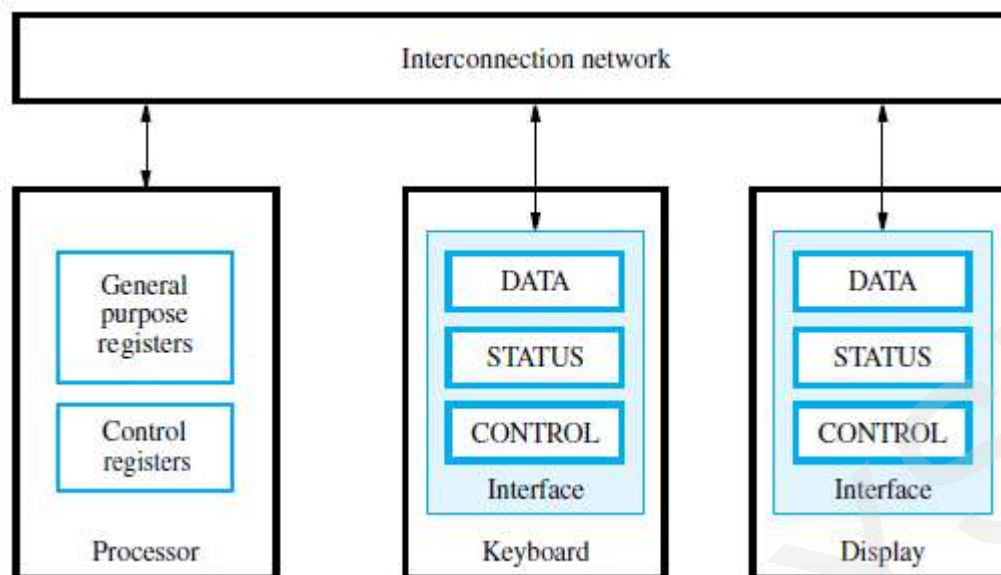 Interconnection network
General
purpose
registers
Control
registers
Processor
DATA
STATUS
CONTROL
Interface
Keyboard
DATA
STATUS
CONTROL
Interface
Display